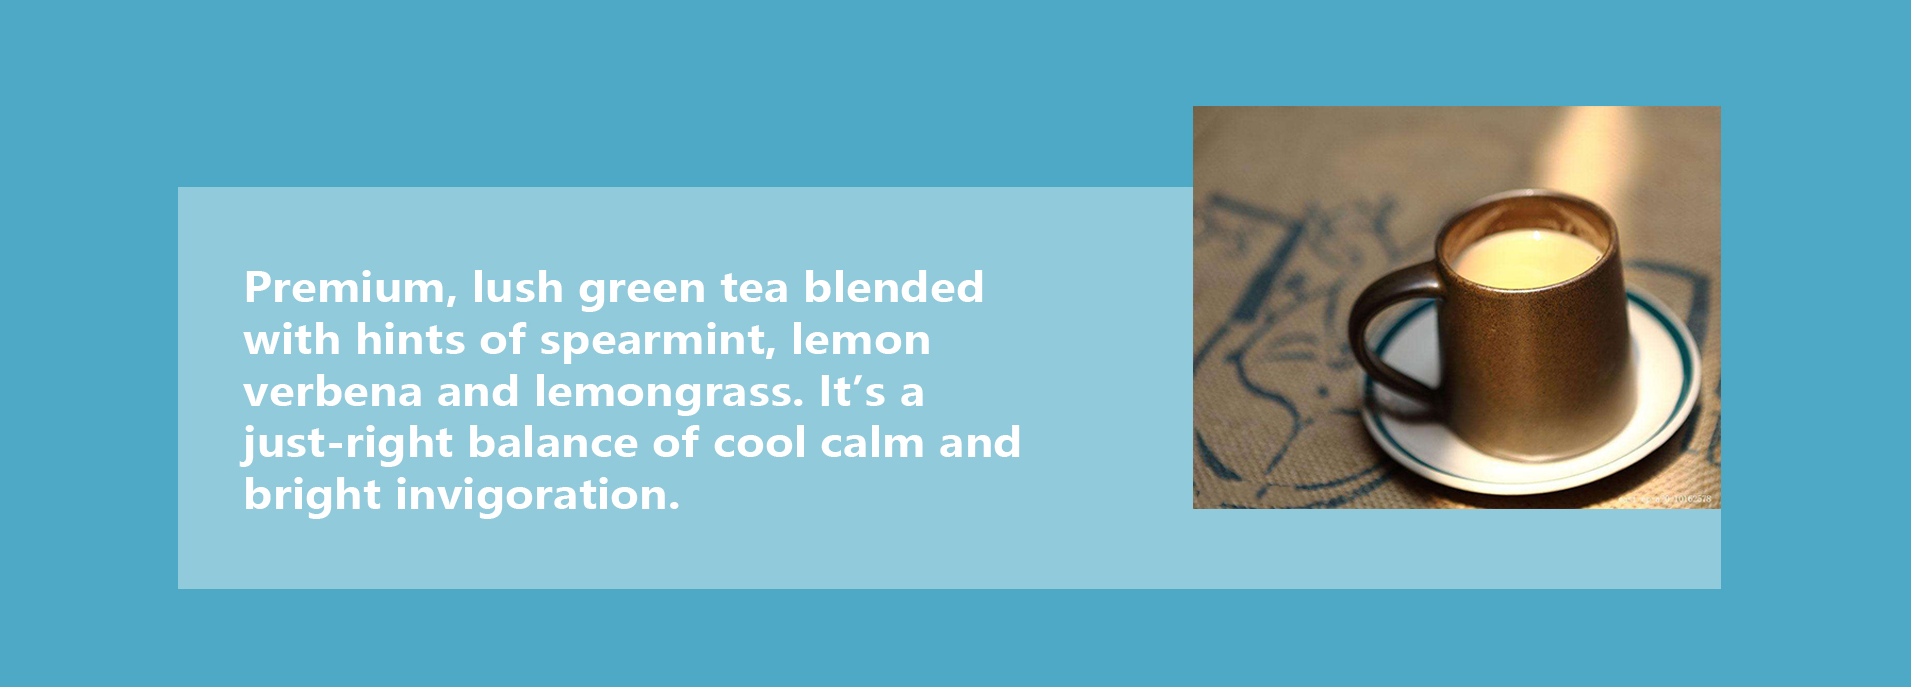 Premium, lush green tea blended
with hints of spearmint, lemon
verbena and lemongrass. It’s a
just-right balance of cool calm and
bright invigoration.